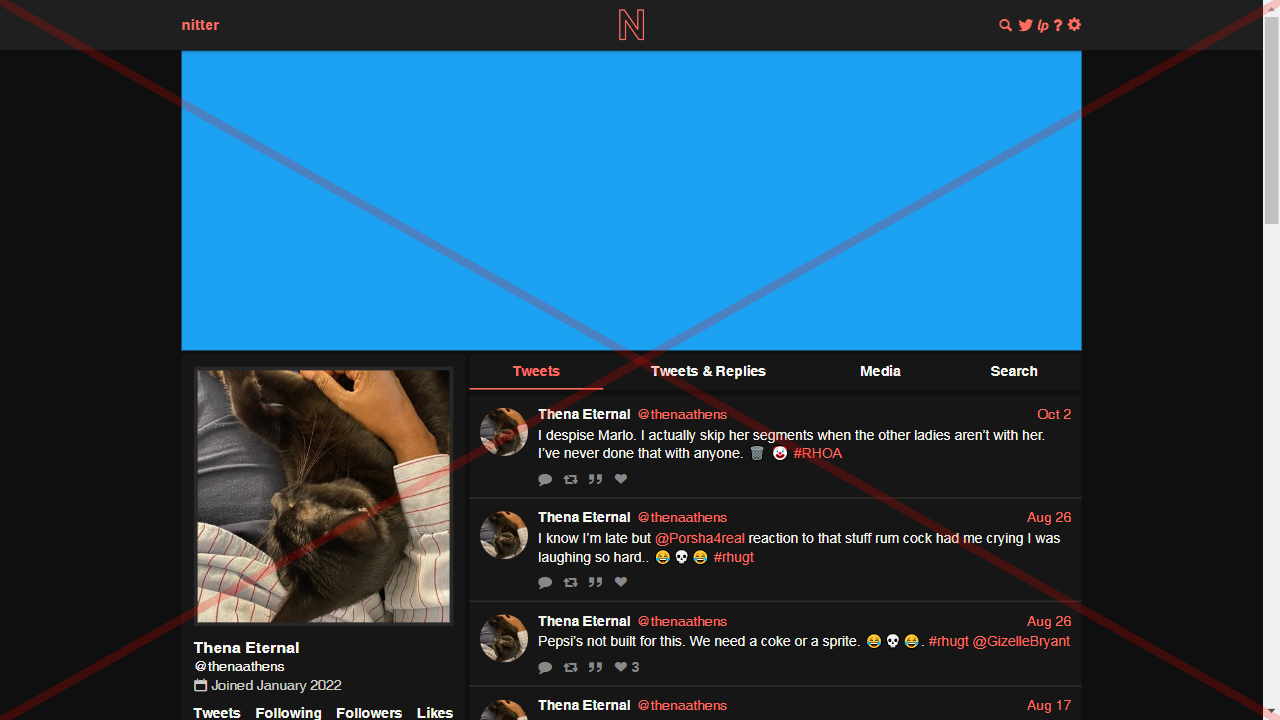 nitter
N
lp ?
Tweets Tweets & Replies Media Search
Thena Eternal @thenaathens Oct 2
I despise Marlo. I actually skip her segments when the other ladies aren’t with her.
I’ve never done that with anyone. 🗑️ 🤡 #RHOA
Thena Eternal @thenaathens Aug 26
I know I’m late but @Porsha4real reaction to that stuff rum cock had me crying I was
laughing so hard.. 😂💀😂 #rhugt
Thena Eternal @thenaathens Aug 26
Pepsi’s not built for this. We need a coke or a sprite. 😂💀😂. #rhugt @GizelleBryant
3
Thena Eternal @thenaathens Aug 17
Thena Eternal
@thenaathens
Joined January 2022
Tweets Following Followers Likes